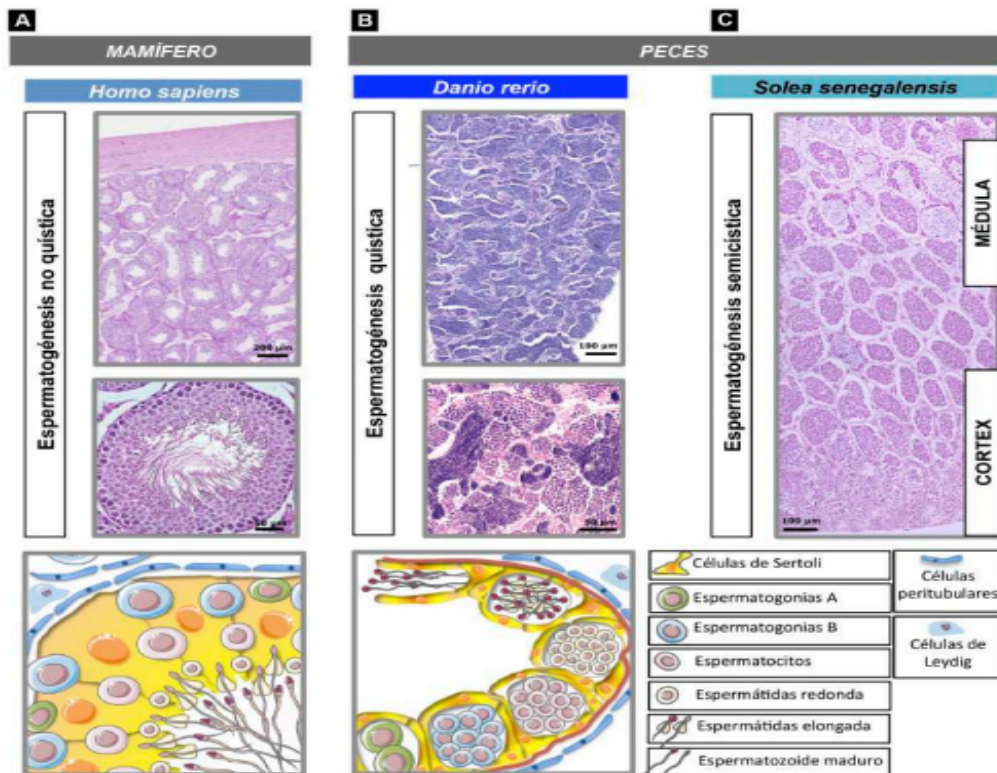 A
B
C
MAMÍFERO
PECES
Homo sapiens
Danio rerio
Solea senegalensis
Espermatogénesis no quística
200 µm
Espermatogénesis quística
100 µm
50 µm
Espermatogénesis semicística
MÉDULA
CORTEX
100 µm
Células de Sertoli
Espermatogonias A
Espermatogonias B
Espermatocitos
Espermátidas redonda
Espermátidas elongada
Espermatozoide maduro
Células
peritubulares
Células de
Leydig